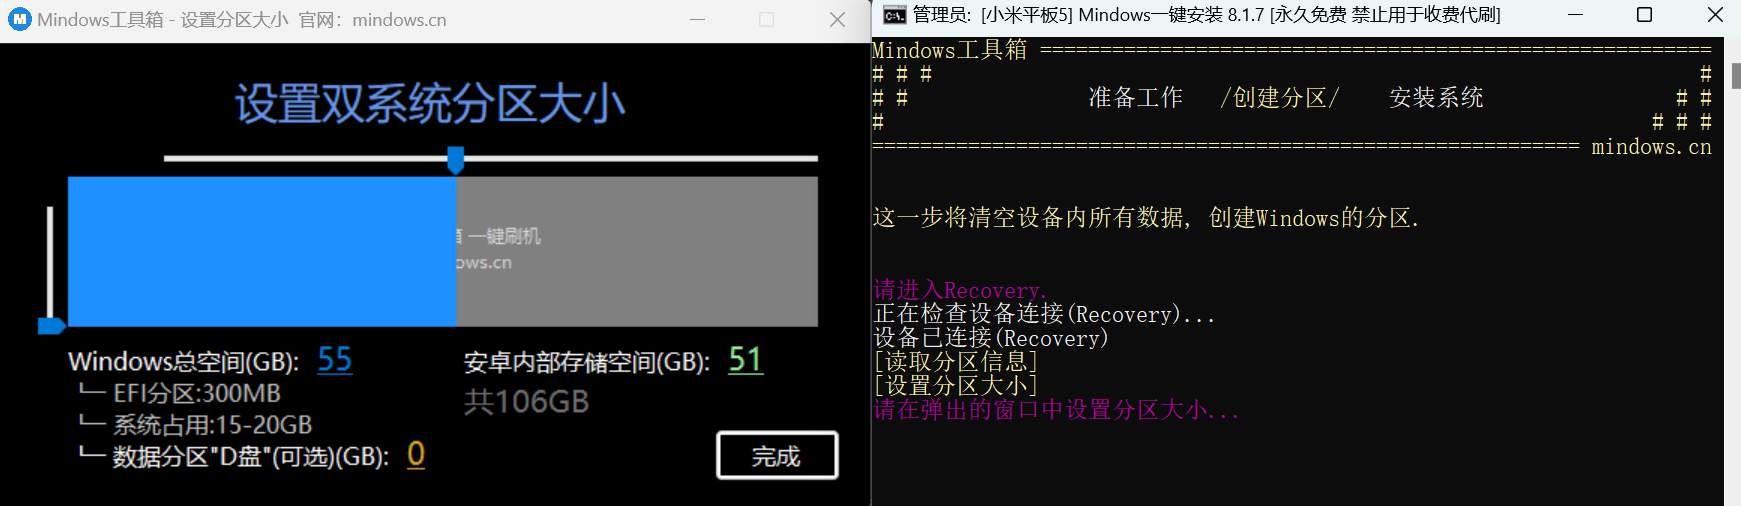 Mindows工具箱 - 设置分区大小 官网：mindows.cn
设置双系统分区大小
一键刷机
ows.cn
Windows总空间(GB): 55
安卓内部存储空间(GB): 51
EFI分区:300MB
共106GB
系统占用:15-20GB
数据分区"D盘"(可选)(GB): 0
完成
管理员: [小米平板5] Mindows一键安装 8.1.7 [永久免费 禁止用于收费代刷]
Mindows工具箱 ========================================================
# # # #
# # 准备工作 /创建分区/ 安装系统 # #
# # # #
=========================================================== mindows.cn
这一步将清空设备内所有数据, 创建Windows的分区.
请进入Recovery.
正在检查设备连接(Recovery)...
设备已连接(Recovery)
[读取分区信息]
[设置分区大小]
请在弹出的窗口中设置分区大小...